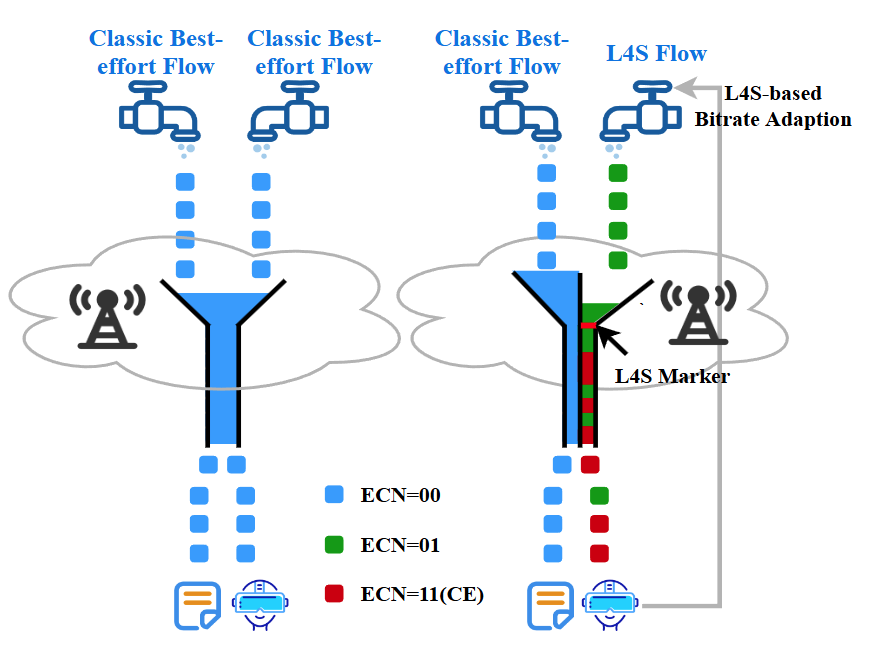 Classic Best-
effort Flow
Classic Best-
effort Flow
Classic Best-
effort Flow
L4S Flow
L4S-based
Bitrate Adaption
L4S Marker
ECN=00
ECN=01
ECN=11(CE)